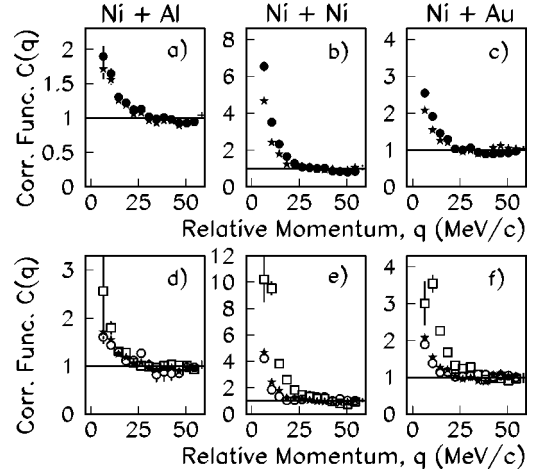 Ni + Al Ni + Ni Ni + Au
Corr. Func. C(q)
a) b) c)
2 8 3
1.5 6 2
1 4 1
0.5 2
0 0 0
0 25 50 0 25 50 0 25 50
Relative Momentum, q (MeV/c)
Corr. Func. C(q)
d) e) f)
3 12 4
2 10 3
1 8 2
0 6 1
4 0
2
0
0 25 50 0 25 50 0 25 50
Relative Momentum, q (MeV/c)